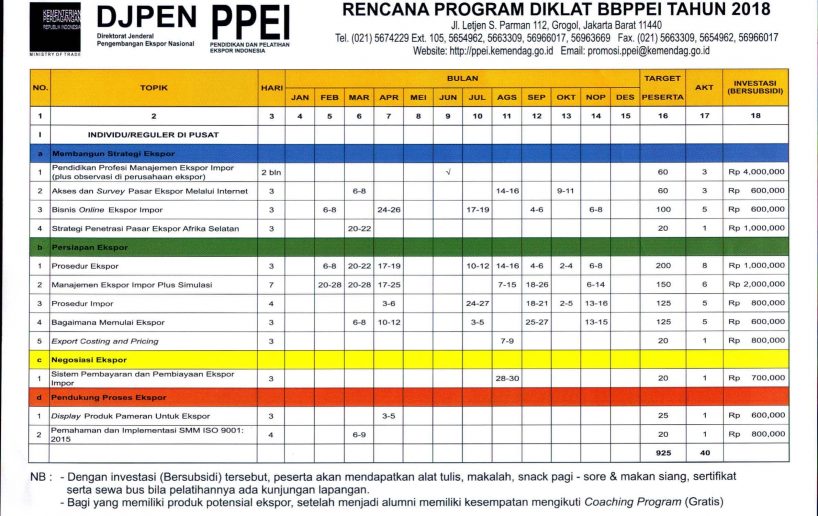 KEMENTERIAN
PERDAGANGAN
REPUBLIK INDONESIA
MINISTRY OF TRADE
DJPEN
Direktorat Jenderal
Pengembangan Ekspor Nasional
PPEI
PENDIDIKAN DAN PELATIHAN
EKSPOR INDONESIA
RENCANA PROGRAM DIKLAT BBPPEI TAHUN 2018
Jl. Letjen S. Parman 112, Grogol, Jakarta Barat 11440
Tel. (021) 5674229 Ext. 105, 5654962, 5663309, 56966017, 56963669 Fax. (021) 5663309, 5654962, 56966017
Website: http://ppei.kemendag.go.id Email: promosi.ppei@kemendag.go.id
NO. TOPIK HARI BULAN TARGET PESERTA AKT INVESTASI (BERSUBSIDI)
JAN FEB MAR APR MEI JUN JUL AGS SEP OKT NOP DES
1 2 3 4 5 6 7 8 9 10 11 12 13 14 15 16 17 18
I INDIVIDU/REGULER DI PUSAT
a Membangun Strategi Ekspor
1 Pendidikan Profesi Manajemen Ekspor Impor (plus observasi di perusahaan ekspor) 2 bln √ 60 3 Rp 4,000,000
2 Akses dan Survey Pasar Ekspor Melalui Internet 3 6-8 14-16 9-11 60 3 Rp 600,000
3 Bisnis Online Ekspor Impor 3 6-8 24-26 17-19 4-6 6-8 100 5 Rp 600,000
4 Strategi Penetrasi Pasar Ekspor Afrika Selatan 3 20-22 20 1 Rp 1,000,000
b Persiapan Ekspor
1 Prosedur Ekspor 3 6-8 20-22 17-19 10-12 14-16 4-6 2-4 6-8 200 8 Rp 1,000,000
2 Manajemen Ekspor Impor Plus Simulasi 7 20-28 20-28 17-25 7-15 18-26 6-14 150 6 Rp 2,000,000
3 Prosedur Impor 4 3-6 24-27 18-21 2-5 13-16 125 5 Rp 800,000
4 Bagaimana Memulai Ekspor 3 6-8 10-12 3-5 25-27 13-15 125 5 Rp 600,000
5 Export Costing and Pricing 3 7-9 20 1 Rp 800,000
c Negosiasi Ekspor
1 Sistem Pembayaran dan Pembiayaan Ekspor Impor 3 28-30 20 1 Rp 700,000
d Pendukung Proses Ekspor
1 Display Produk Pameran Untuk Ekspor 3 3-5 25 1 Rp 600,000
2 Pemahaman dan Implementasi SMM ISO 9001: 2015 4 6-9 20 1 Rp 800,000
925 40
NB : - Dengan investasi (Bersubsidi) tersebut, peserta akan mendapatkan alat tulis, makalah, snack pagi - sore & makan siang, sertifikat
serta sewa bus bila pelatihannya ada kunjungan lapangan.
- Bagi yang memiliki produk potensial ekspor, setelah menjadi alumni memiliki kesempatan mengikuti Coaching Program (Gratis)